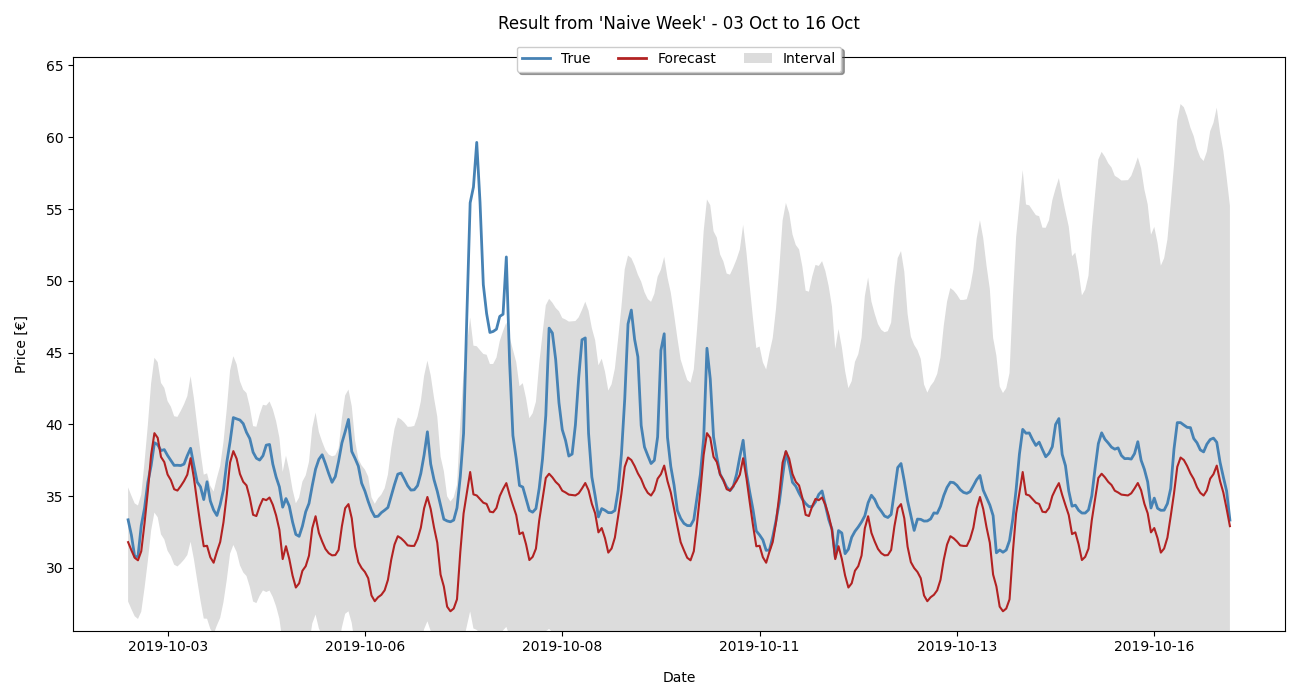 Result from 'Naive Week' - 03 Oct to 16 Oct
True Forecast Interval
65
60
55
50
45
40
35
30
Price [€]
2019-10-03 2019-10-06 2019-10-08 2019-10-11 2019-10-13 2019-10-16
Date